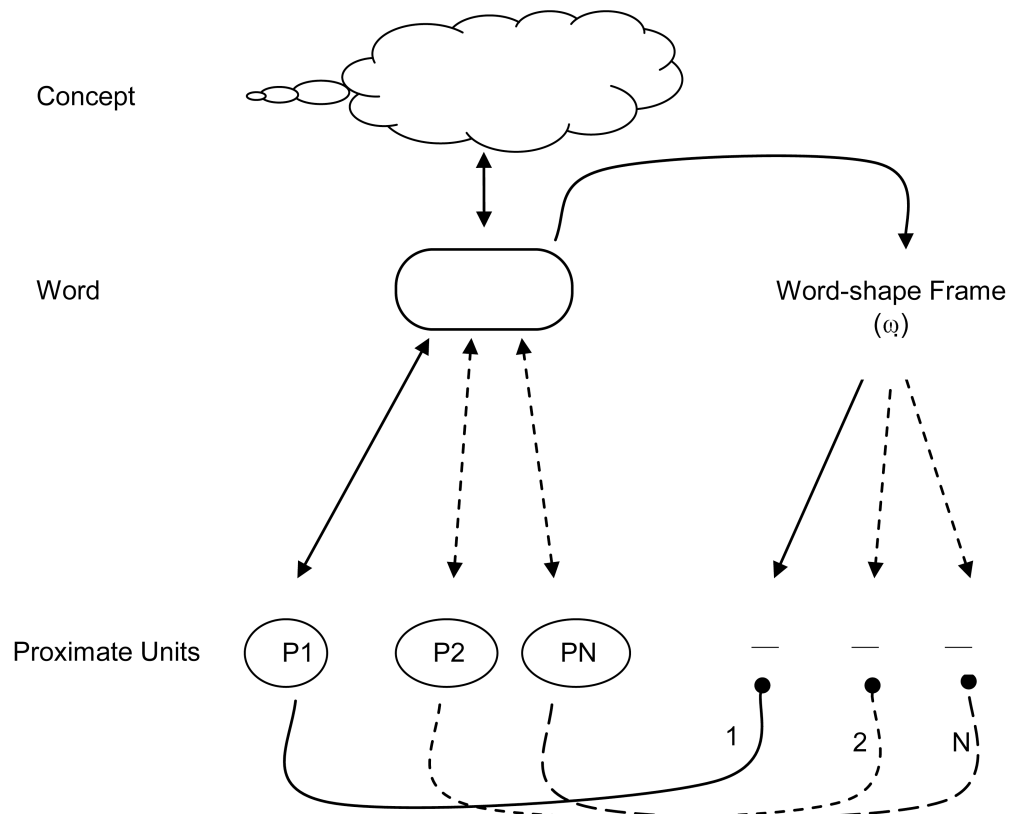 Concept
Word
Word-shape Frame
(ω̣)
Proximate Units
P1
P2
PN
1
2
N